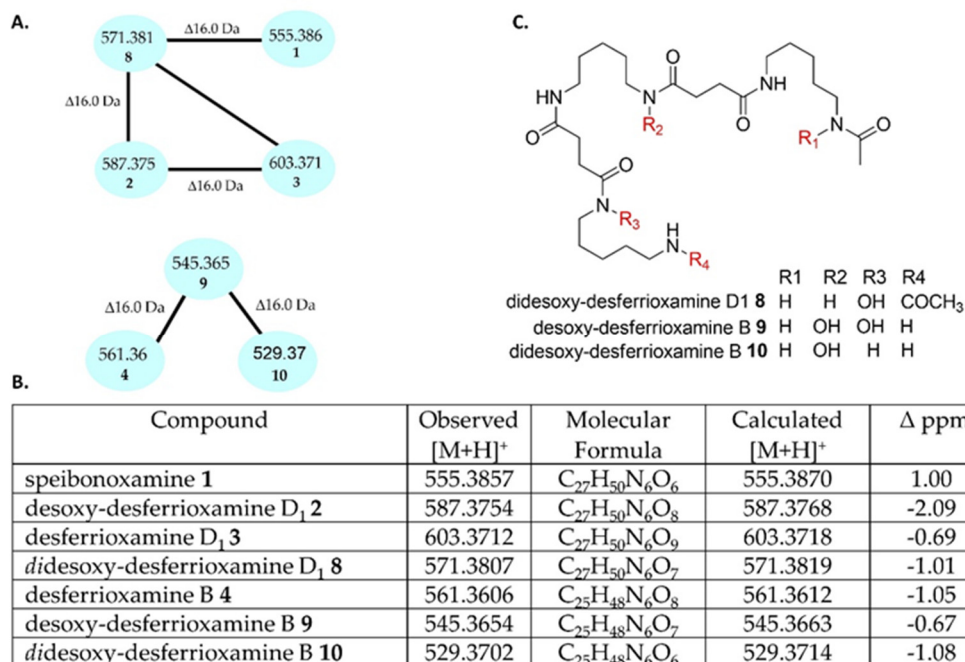 A.
571.381
8
Δ16.0 Da
555.386
1
Δ16.0 Da
587.375
2
Δ16.0 Da
603.371
3
545.365
9
Δ16.0 Da
Δ16.0 Da
561.36
4
529.37
10
C.
HN
O
N
R2
O
O
NH
R1
N
O
O
N
R3
H
N
R4
R1 R2 R3 R4
didesoxy-desferrioxamine D1 8 H H OH COCH3
desoxy-desferrioxamine B 9 H OH OH H
didesoxy-desferrioxamine B 10 H OH H H
B.
Compound Observed [M+H]+ Molecular Formula Calculated [M+H]+ Δ ppm
speibonoxamine 1 555.3857 C27H50N6O6 555.3870 1.00
desoxy-desferrioxamine D1 2 587.3754 C27H50N6O8 587.3768 -2.09
desferrioxamine D1 3 603.3712 C27H50N6O9 603.3718 -0.69
didesoxy-desferrioxamine D1 8 571.3807 C27H50N6O7 571.3819 -1.01
desferrioxamine B 4 561.3606 C25H48N6O8 561.3612 -1.05
desoxy-desferrioxamine B 9 545.3654 C25H48N6O7 545.3663 -0.67
didesoxy-desferrioxamine B 10 529.3702 C25H48N6O6 529.3714 -1.08